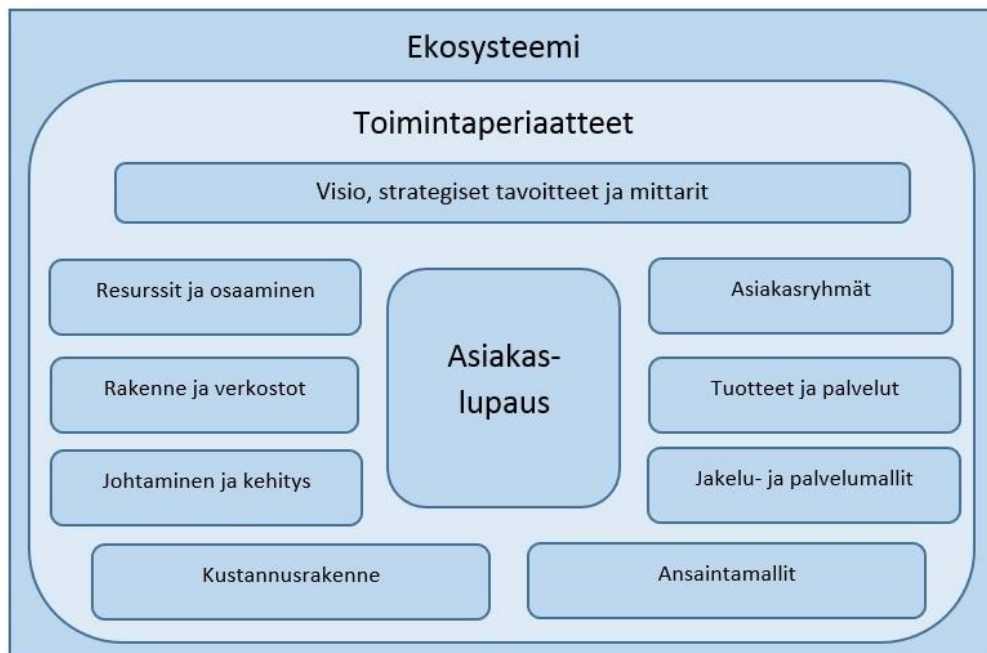 Ekosysteemi
Toimintaperiaatteet
Visio, strategiset tavoitteet ja mittarit
Resurssit ja osaaminen
Rakenne ja verkostot
Johtaminen ja kehitys
Asiakas-
lupaus
Asiakasryhmät
Tuotteet ja palvelut
Jakelu- ja palvelumallit
Kustannusrakenne
Ansaintamallit